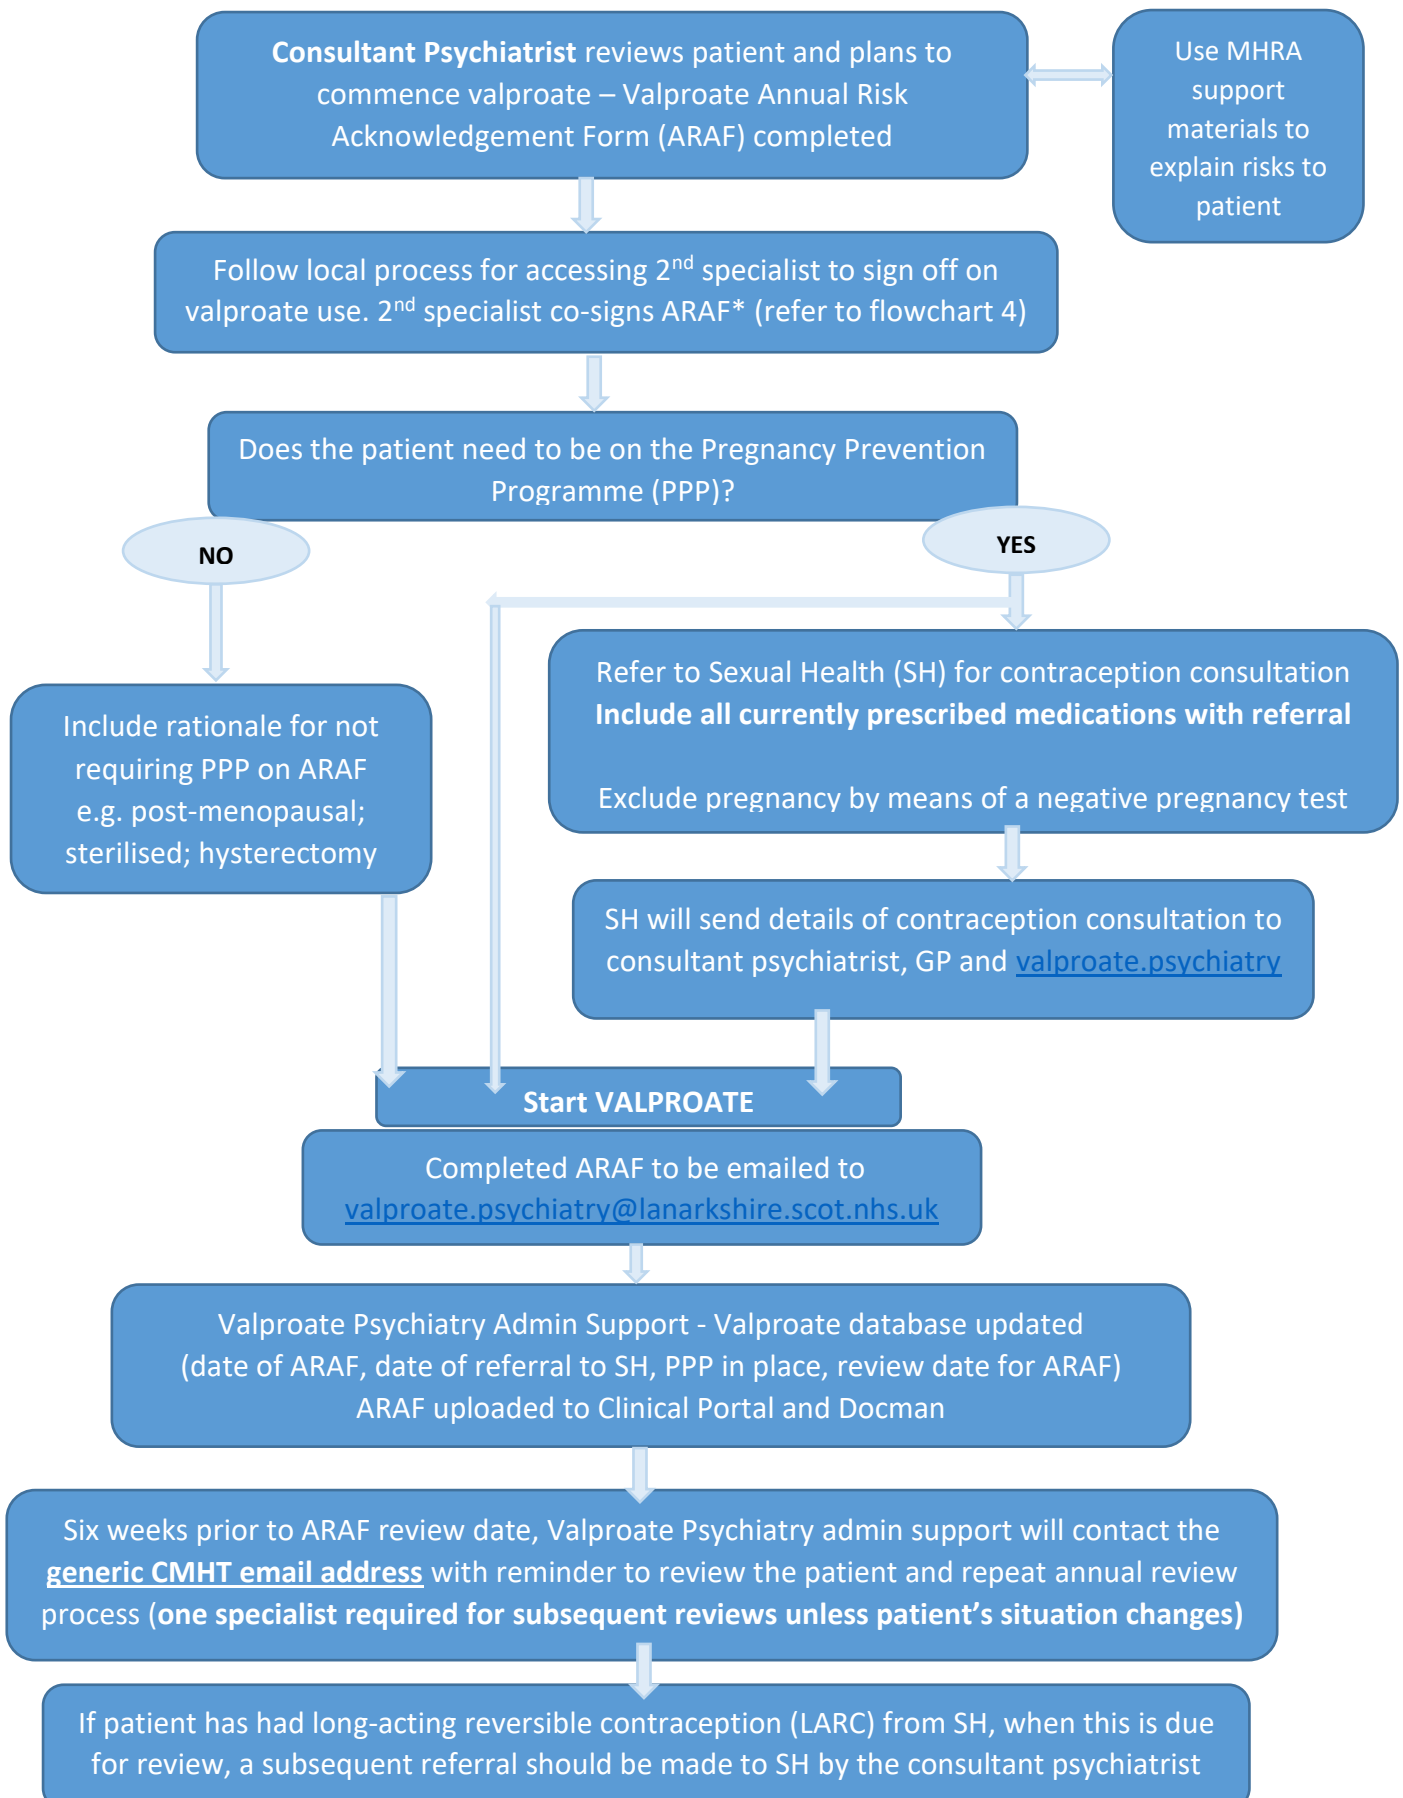 Consultant Psychiatrist reviews patient and plans to
commence valproate – Valproate Annual Risk
Acknowledgement Form (ARAF) completed
Use MHRA
support
materials to
explain risks to
patient
Follow local process for accessing 2nd specialist to sign off on
valproate use. 2nd specialist co-signs ARAF* (refer to flowchart 4)
Does the patient need to be on the Pregnancy Prevention
Programme (PPP)?
NO
YES
Include rationale for not
requiring PPP on ARAF
e.g. post-menopausal;
sterilised; hysterectomy
Refer to Sexual Health (SH) for contraception consultation
Include all currently prescribed medications with referral
Exclude pregnancy by means of a negative pregnancy test
SH will send details of contraception consultation to
consultant psychiatrist, GP and valproate.psychiatry
Start VALPROATE
Completed ARAF to be emailed to
valproate.psychiatry@lanarkshire.scot.nhs.uk
Valproate Psychiatry Admin Support - Valproate database updated
(date of ARAF, date of referral to SH, PPP in place, review date for ARAF)
ARAF uploaded to Clinical Portal and Docman
Six weeks prior to ARAF review date, Valproate Psychiatry admin support will contact the
generic CMHT email address with reminder to review the patient and repeat annual review
process (one specialist required for subsequent reviews unless patient’s situation changes)
If patient has had long-acting reversible contraception (LARC) from SH, when this is due
for review, a subsequent referral should be made to SH by the consultant psychiatrist